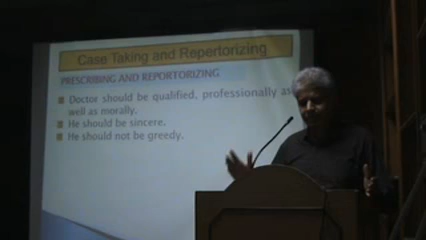 Case Taking and Repertorizing
PRESCRIBING AND REPORTORIZING
Doctor should be qualified, professionally as
well as morally.
He should be sincere.
He should not be greedy.